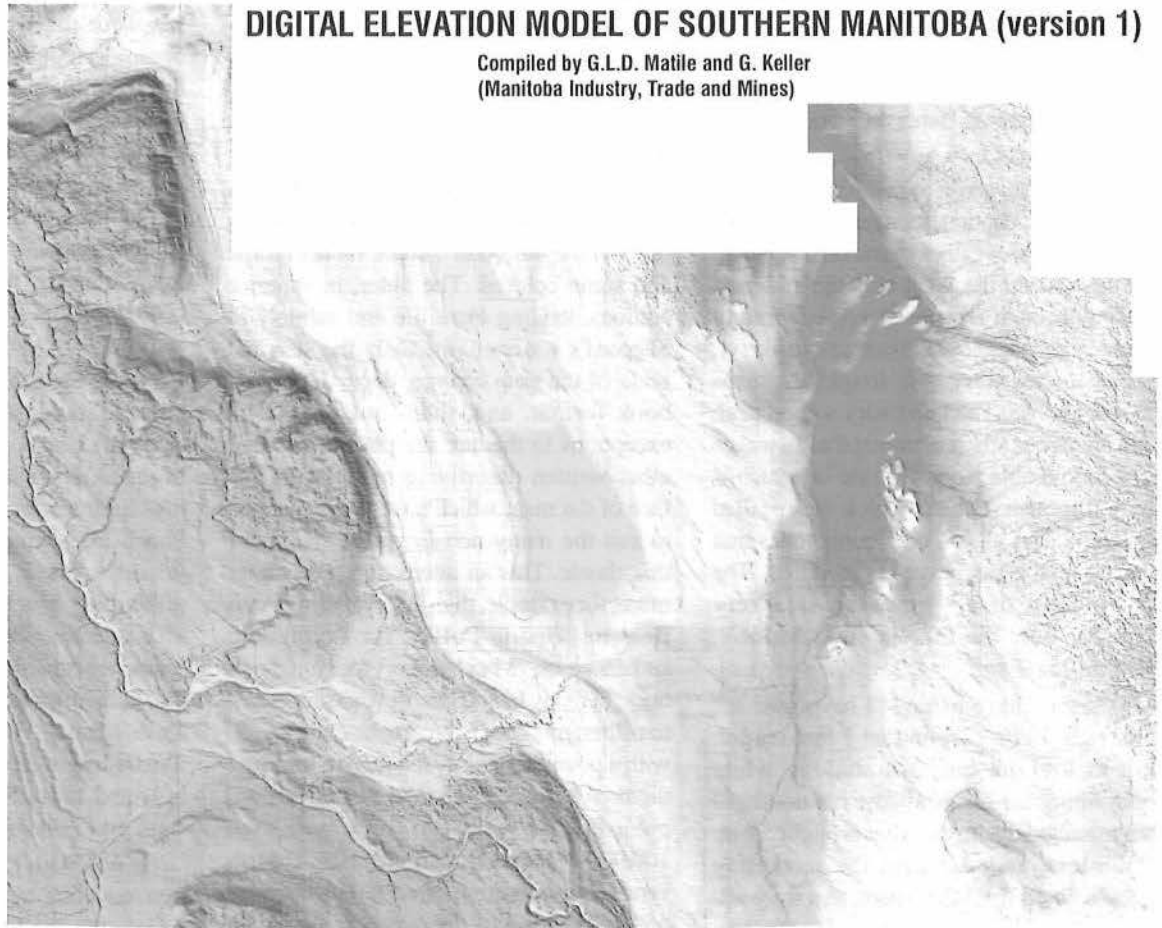 DIGITAL ELEVATION MODEL OF SOUTHERN MANITOBA (version 1)
Compiled by G.L.D. Matile and G. Keller
(Manitoba Industry, Trade and Mines)